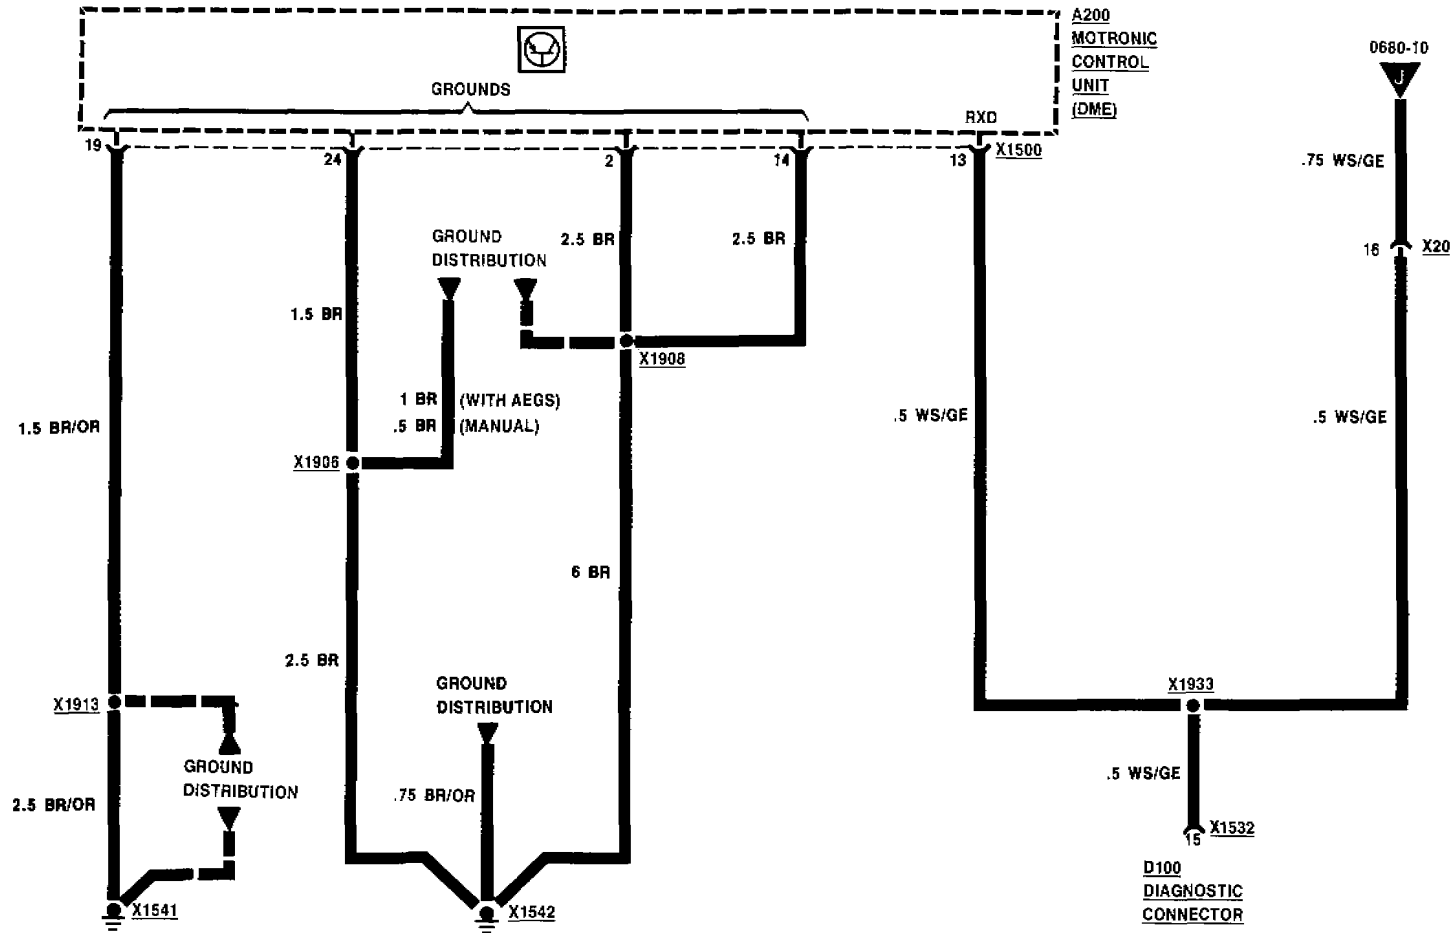 A200
MOTRONIC
CONTROL
UNIT
(DME)
0680-10
J
GROUNDS
RXD
19
24
2
14
13
X1500
.75 WS/GE
16
X20
GROUND
DISTRIBUTION
2.5 BR
2.5 BR
1.5 BR
X1908
1 BR
(WITH AEGS)
.5 BR
(MANUAL)
1.5 BR/OR
.5 WS/GE
.5 WS/GE
X1906
6 BR
2.5 BR
GROUND
DISTRIBUTION
X1913
X1933
GROUND
DISTRIBUTION
2.5 BR/OR
.75 BR/OR
.5 WS/GE
15
X1532
D100
DIAGNOSTIC
CONNECTOR
X1541
X1542